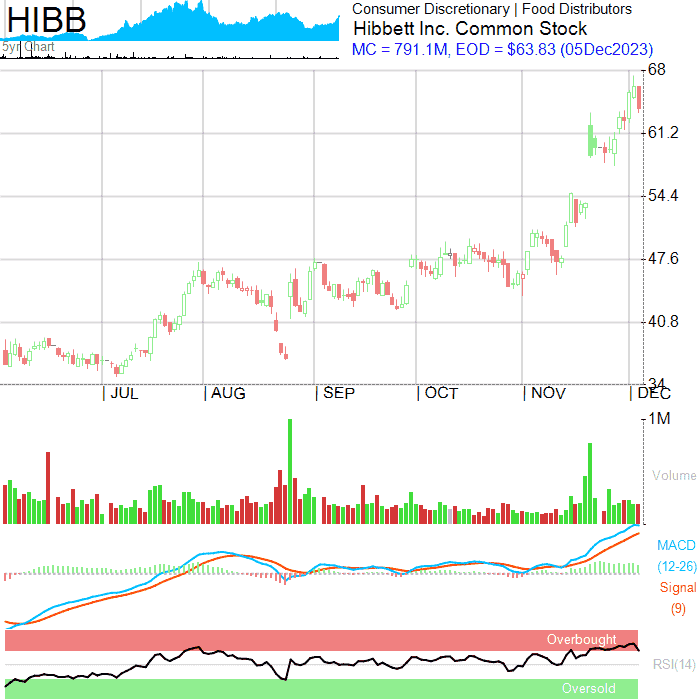 HIBB
5yr Chart
Consumer Discretionary | Food Distributors
Hibbett Inc. Common Stock
MC = 791.1M, EOD = $63.83 (05Dec2023)
68
61.2
54.4
47.6
40.8
34
| JUL | AUG | SEP | OCT | NOV | DEC
1M
Volume
MACD
(12-26)
Signal
(9)
Overbought
RSI(14)
Oversold